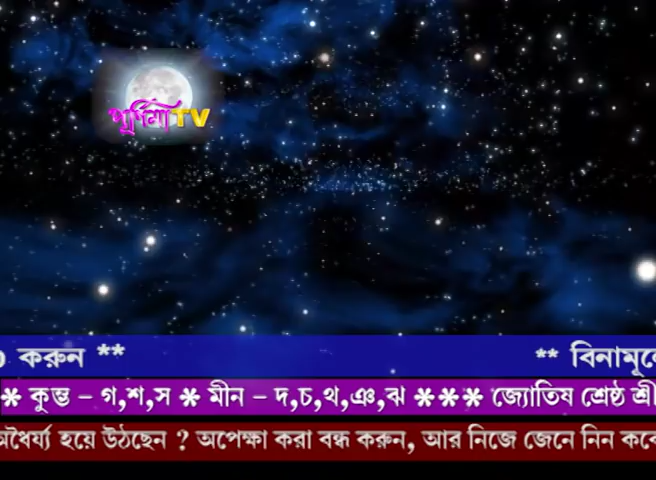 পূর্ণিমা TV
করুন ** ** বিনামূল্যে
* কুম্ভ – গ,শ,স * মীন – দ,চ,থ,ঞ,ঝ *** জ্যোতিষ শ্রেষ্ঠ শ্রী
অধৈর্য্য হয়ে উঠছেন ? অপেক্ষা করা বন্ধ করুন, আর নিজে জেনে নিন কবে